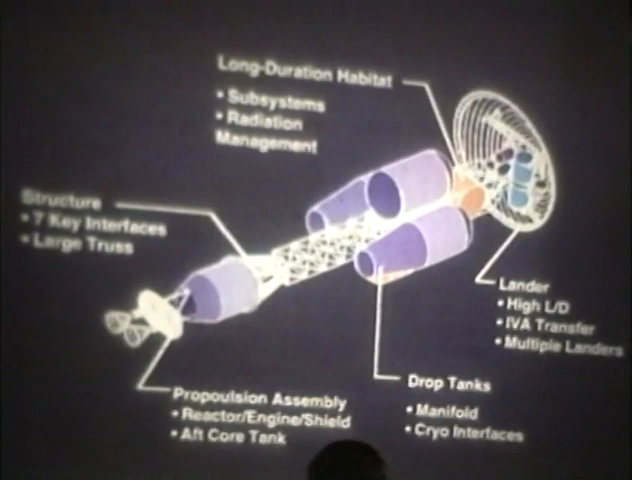 Long-Duration Habitat
• Subsystems
• Radiation
Management
Structure
• 7 Key Interfaces
• Large Truss
Lander
• High L/D
• IVA Transfer
• Multiple Landers
Propoulsion Assembly
• Reactor/Engine/Shield
• Aft Core Tank
Drop Tanks
• Manifold
• Cryo Interfaces